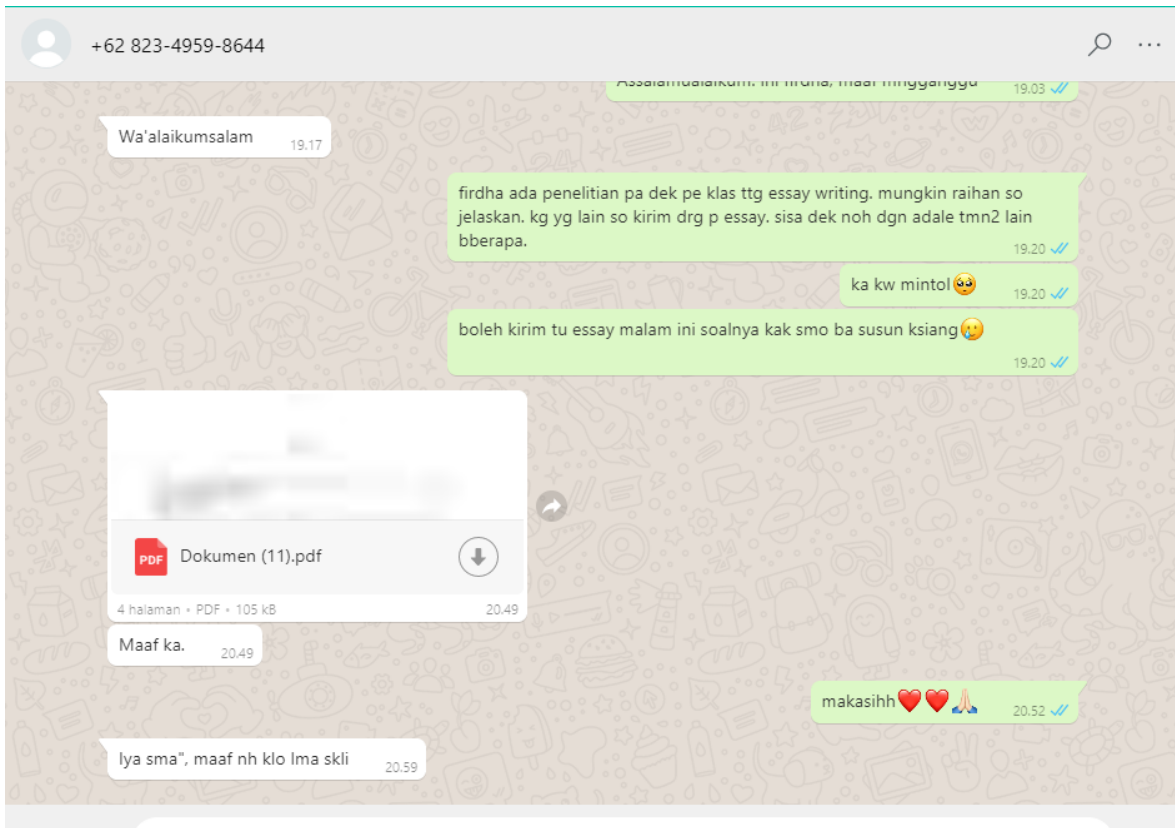 +62 823-4959-8644
Assalamualaikum. ini firdha, maaf mngganggu 19.03
Wa'alaikumsalam 19.17
firdha ada penelitian pa dek pe klas ttg essay writing. mungkin raihan so
jelaskan. kg yg lain so kirim drg p essay. sisa dek noh dgn adale tmn2 lain
bberapa. 19.20
ka kw mintol🥺 19.20
boleh kirim tu essay malam ini soalnya kak smo ba susun ksiang🥲
19.20
PDF Dokumen (11).pdf
4 halaman • PDF • 105 kB 20.49
Maaf ka. 20.49
makasihh❤️❤️🙏🏻 20.52
Iya sma", maaf nh klo lma skli 20.59